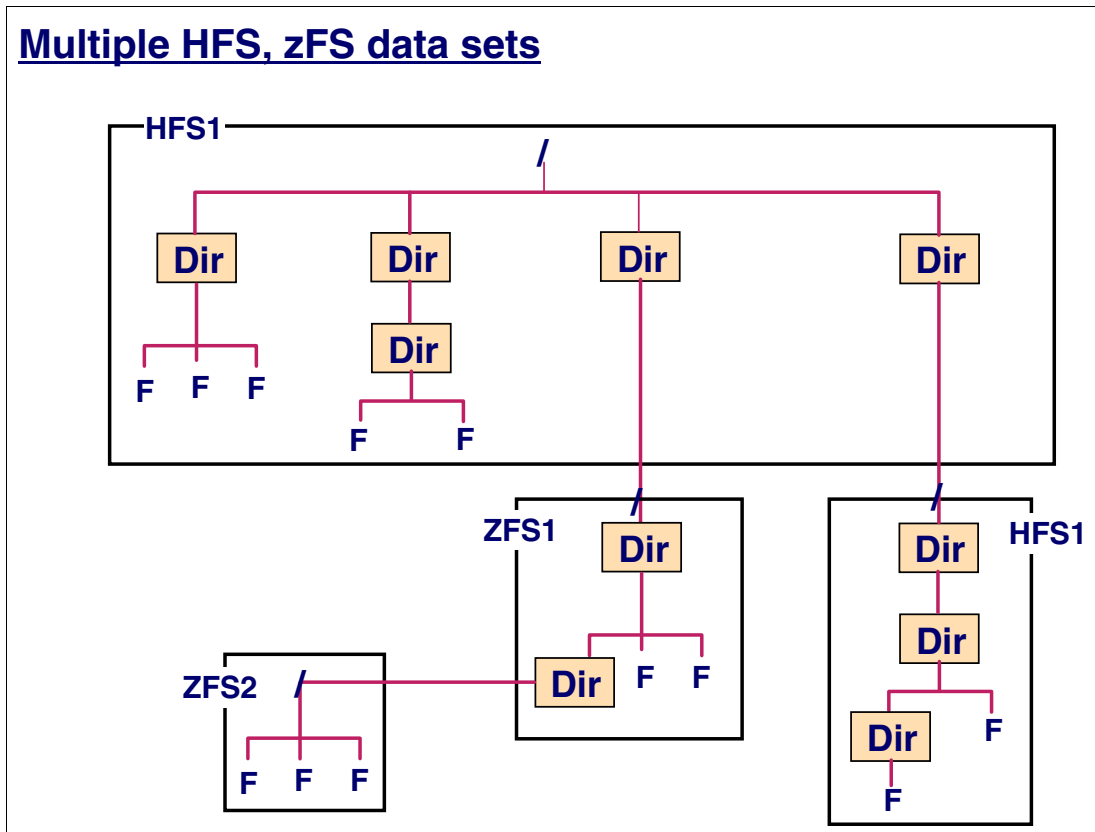 Multiple HFS, zFS data sets
HFS1
/
Dir Dir Dir Dir
Dir
F F F
F F
/ /
ZFS1 HFS1
Dir Dir
Dir
ZFS2 / Dir F F
Dir F
F F F
F